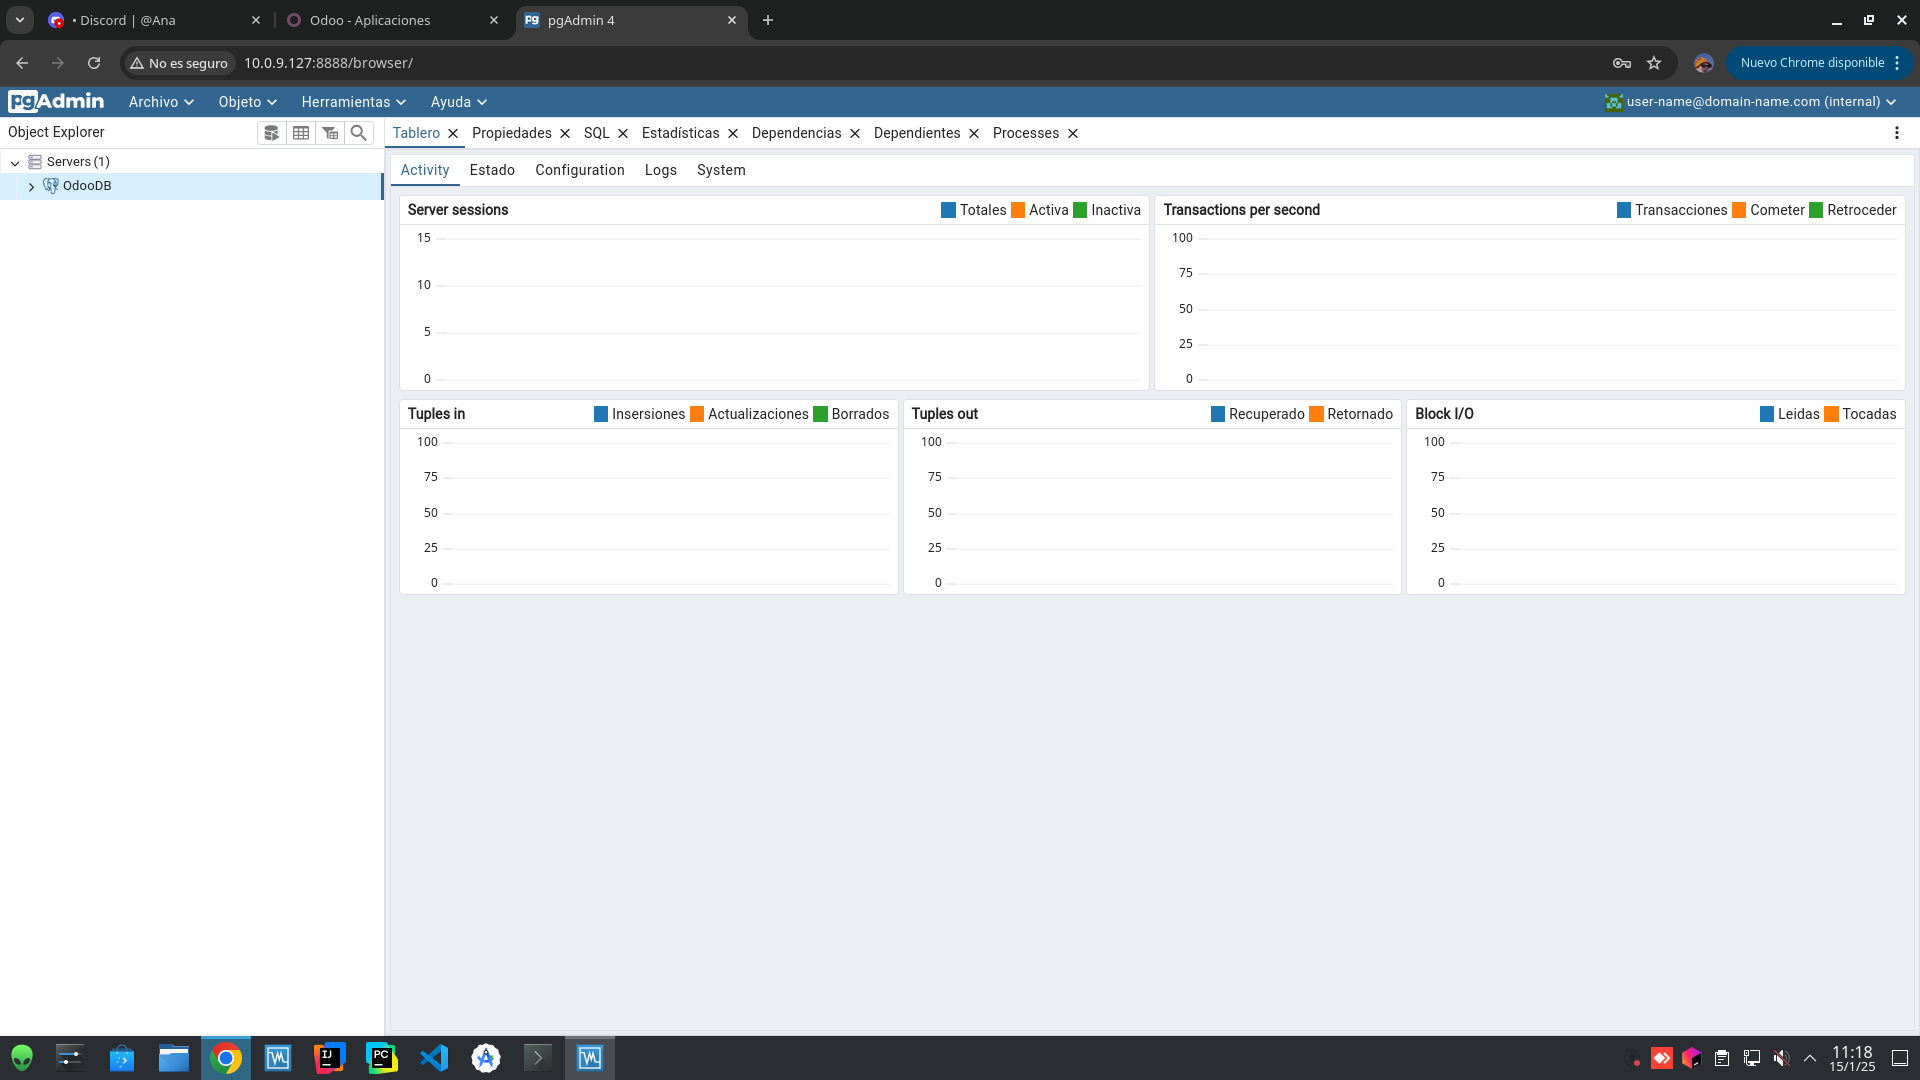 • Discord | @Ana
Odoo - Aplicaciones
pgAdmin 4
No es seguro
10.0.9.127:8888/browser/
Nuevo Chrome disponible
pgAdmin
Archivo
Objeto
Herramientas
Ayuda
user-name@domain-name.com (internal)
Object Explorer
Tablero
Propiedades
SQL
Estadísticas
Dependencias
Dependientes
Processes
Servers (1)
OdooDB
Activity
Estado
Configuration
Logs
System
Server sessions
Totales
Activa
Inactiva
15
10
5
0
Transactions per second
Transacciones
Cometer
Retroceder
100
75
50
25
0
Tuples in
Insersiones
Actualizaciones
Borrados
100
75
50
25
0
Tuples out
Recuperado
Retornado
100
75
50
25
0
Block I/O
Leidas
Tocadas
100
75
50
25
0
IJ
PC
11:18
15/1/25